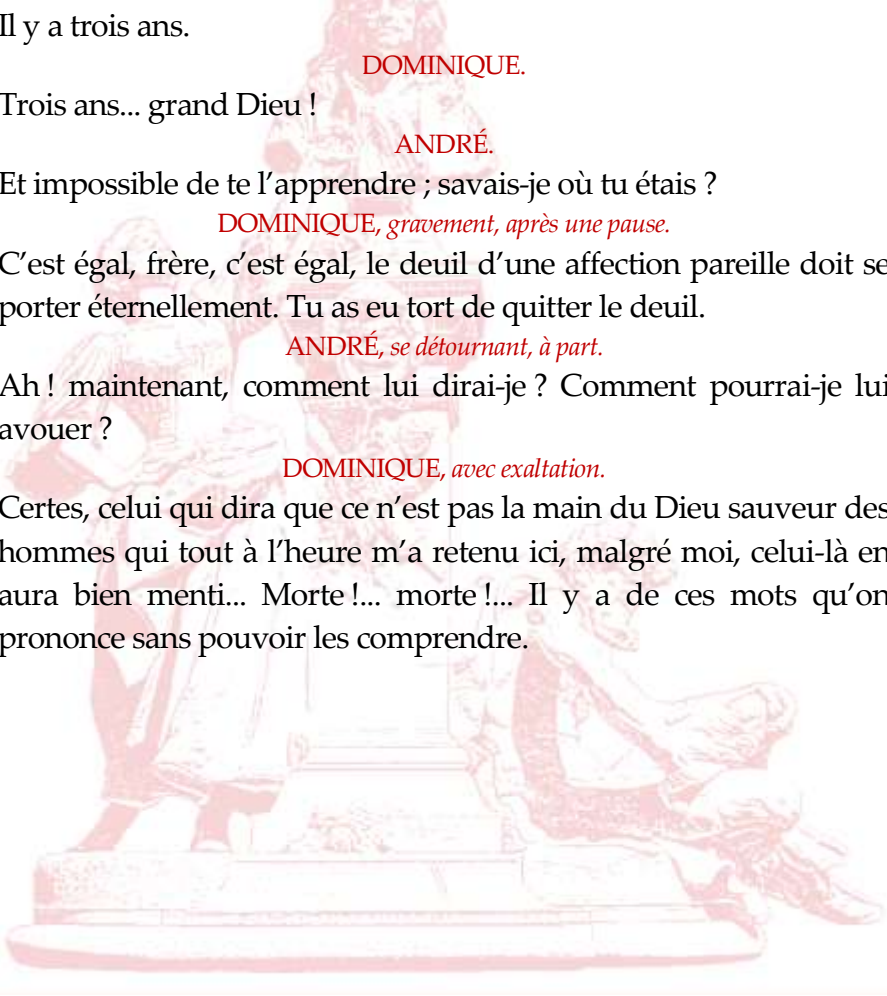 Il y a trois ans.
DOMINIQUE.
Trois ans... grand Dieu !
ANDRÉ.
Et impossible de te l’apprendre ; savais-je où tu étais ?
DOMINIQUE, gravement, après une pause.
C’est égal, frère, c’est égal, le deuil d’une affection pareille doit se
porter éternellement. Tu as eu tort de quitter le deuil.
ANDRÉ, se détournant, à part.
Ah ! maintenant, comment lui dirai-je ? Comment pourrai-je lui
avouer ?
DOMINIQUE, avec exaltation.
Certes, celui qui dira que ce n’est pas la main du Dieu sauveur des
hommes qui tout à l’heure m’a retenu ici, malgré moi, celui-là en
aura bien menti... Morte !... morte !... Il y a de ces mots qu’on
prononce sans pouvoir les comprendre.